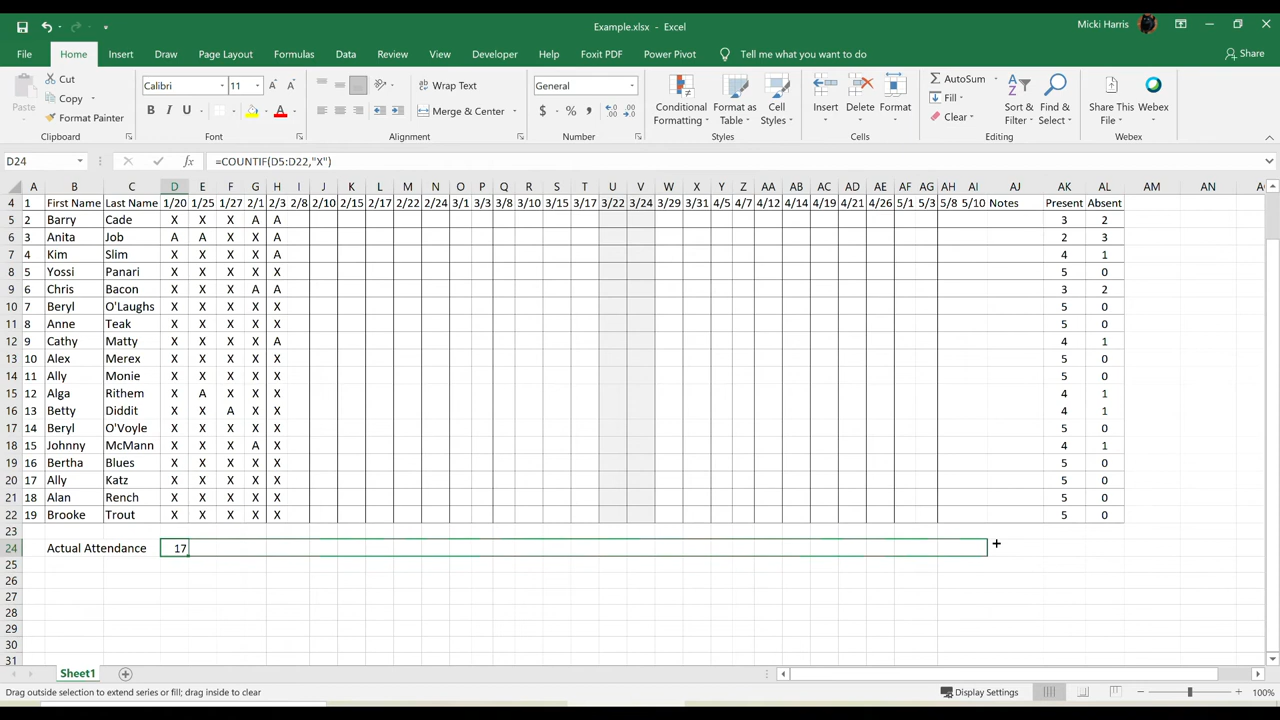 Example.xlsx - Excel
Micki Harris
File Home Insert Draw Page Layout Formulas Data Review View Developer Help Foxit PDF Power Pivot Tell me what you want to do Share
Paste Cut Copy Format Painter
Calibri 11
B I U
Wrap Text
Merge & Center
General
$ % ,
Conditional Formatting Format as Table Cell Styles
Insert Delete Format
AutoSum Fill Clear
Sort & Filter Find & Select
Share This File Webex
Clipboard Font Alignment Number Styles Cells Editing Webex
D24 fx =COUNTIF(D5:D22,"X")
A B C D E F G H I J K L M N O P Q R S T U V W X Y Z AA AB AC AD AE AF AG AH AI AJ AK AL AM AN
4 1 First Name Last Name 1/20 1/25 1/27 2/1 2/3 2/8 2/10 2/15 2/17 2/22 2/24 3/1 3/3 3/8 3/10 3/15 3/17 3/22 3/24 3/29 3/31 4/5 4/7 4/12 4/14 4/19 4/21 4/26 5/1 5/3 5/8 5/10 Notes Present Absent
5 2 Barry Cade X X X A A 3 2
6 3 Anita Job A A X X A 2 3
7 4 Kim Slim X X X X A 4 1
8 5 Yossi Panari X X X X X 5 0
9 6 Chris Bacon X X X A A 3 2
10 7 Beryl O'Laughs X X X X X 5 0
11 8 Anne Teak X X X X X 5 0
12 9 Cathy Matty X X X X A 4 1
13 10 Alex Merex X X X X X 5 0
14 11 Ally Monie X X X X X 5 0
15 12 Alga Rithem X A X X X 4 1
16 13 Betty Diddit X X A X X 4 1
17 14 Beryl O'Voyle X X X X X 5 0
18 15 Johnny McMann X X X A X 4 1
19 16 Bertha Blues X X X X X 5 0
20 17 Ally Katz X X X X X 5 0
21 18 Alan Rench X X X X X 5 0
22 19 Brooke Trout X X X X X 5 0
23
24 Actual Attendance 17
25
26
27
28
29
30
31
Sheet1
Drag outside selection to extend series or fill; drag inside to clear
Display Settings
100%